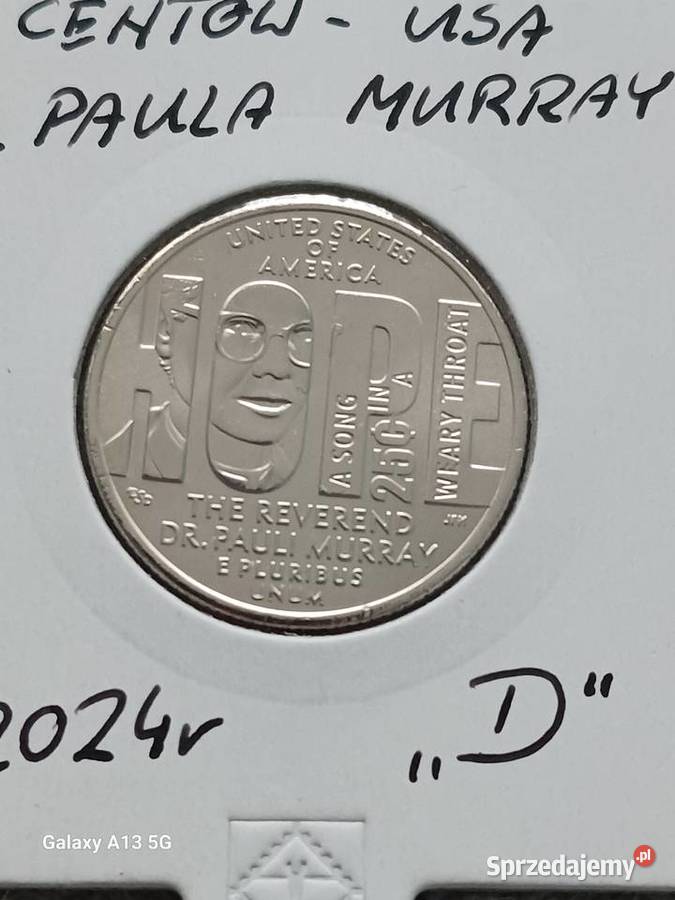 CENTÓW - USA
PAULA MURRAY
UNITED STATES
OF
AMERICA
HOPE
A SONG
25¢ IN A
WEARY THROAT
THE REVEREND
DR. PAULI MURRAY
E PLURIBUS
UNUM
JFM
2024r „D"
Galaxy A13 5G
Sprzedajemy.pl